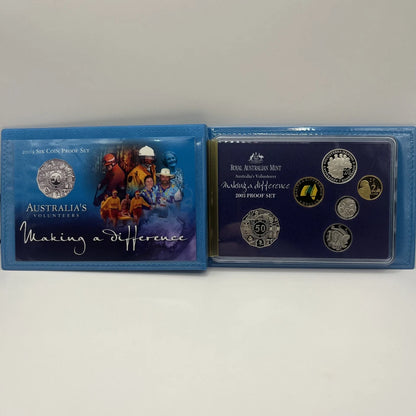 2003 SIX COIN PROOF SET
AUSTRALIA'S
VOLUNTEERS
Making a difference
ROYAL AUSTRALIAN MINT
Australia's Volunteers
Making a difference
2003 PROOF SET
50
2